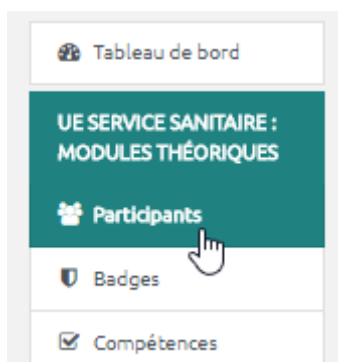 Tableau de bord
UE SERVICE SANITAIRE :
MODULES THÉORIQUES
Participants
Badges
Compétences